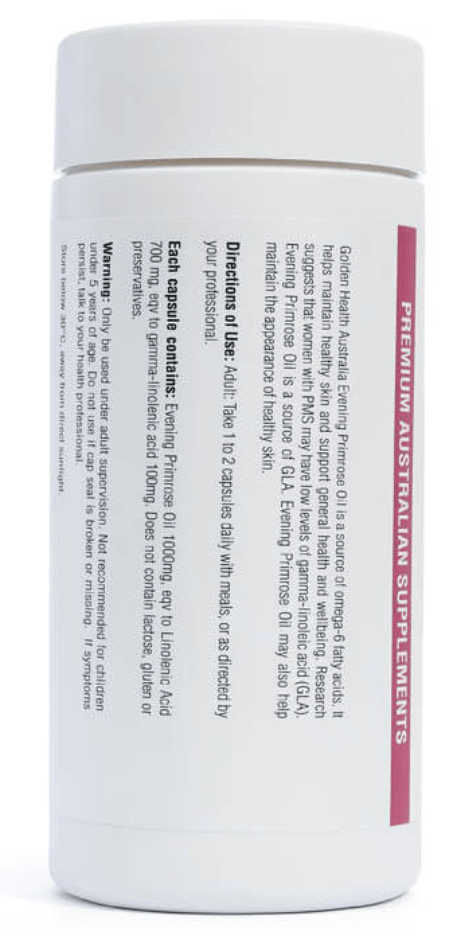 PREMIUM AUSTRALIAN SUPPLEMENTS
Golden Health Australia Evening Primrose Oil is a source of omega-6 fatty acids. It
helps maintain healthy skin and support general health and wellbeing. Research
suggests that women with PMS may have low levels of gamma-linoleic acid (GLA).
Evening Primrose Oil is a source of GLA. Evening Primrose Oil may also help
maintain the appearance of healthy skin.
Directions of Use: Adult: Take 1 to 2 capsules daily with meals, or as directed by
your professional.
Each capsule contains: Evening Primrose Oil 1000mg, eqv to Linolenic Acid
700 mg, eqv to gamma-linolenic acid 100mg. Does not contain lactose, gluten or
preservatives.
Warning: Only be used under adult supervision. Not recommended for children
under 5 years of age. Do not use if cap seal is broken or missing. If symptoms
persist, talk to your health professional.
Store below 30°C, away from direct sunlight.